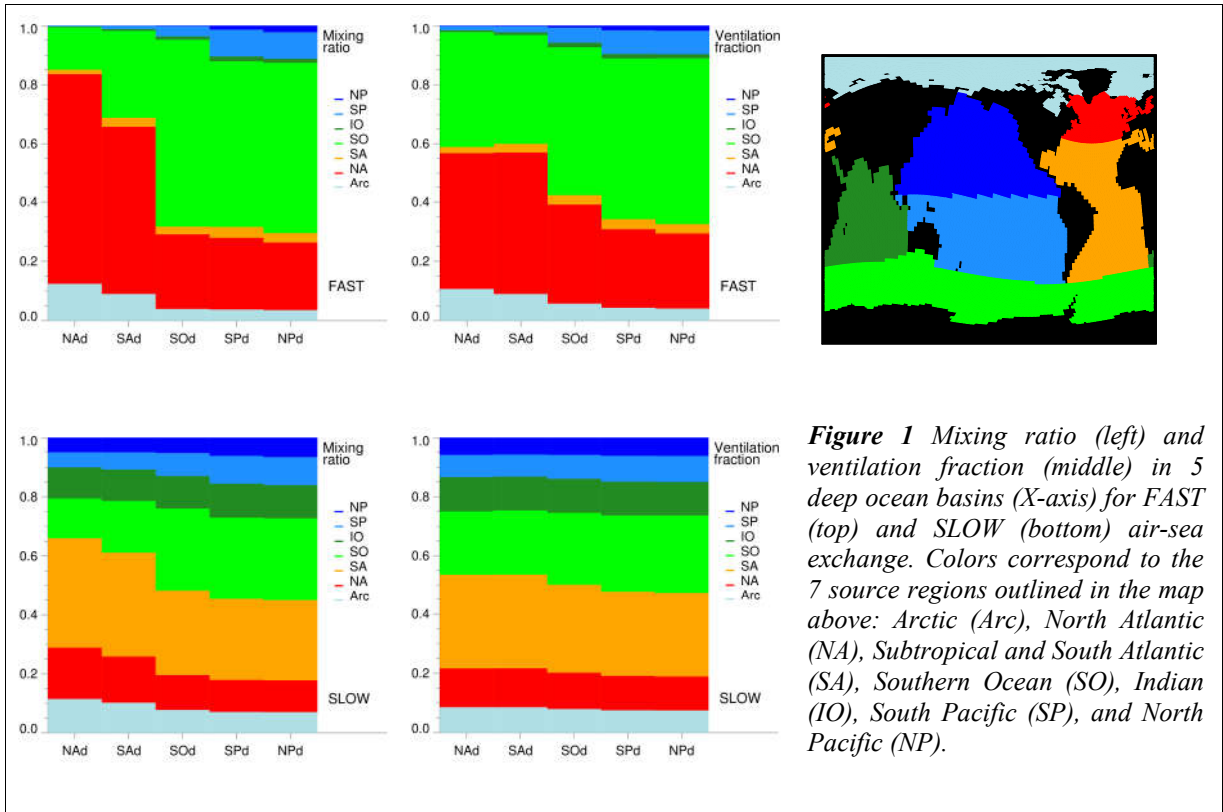 1.0
0.8
0.6
0.4
0.2
0.0
Mixing
ratio
NP
SP
IO
SO
SA
NA
Arc
FAST
NAd SAd SOd SPd NPd
1.0
0.8
0.6
0.4
0.2
0.0
Ventilation
fraction
NP
SP
IO
SO
SA
NA
Arc
FAST
NAd SAd SOd SPd NPd
1.0
0.8
0.6
0.4
0.2
0.0
Mixing
ratio
NP
SP
IO
SO
SA
NA
Arc
SLOW
NAd SAd SOd SPd NPd
1.0
0.8
0.6
0.4
0.2
0.0
Ventilation
fraction
NP
SP
IO
SO
SA
NA
Arc
SLOW
NAd SAd SOd SPd NPd
Figure 1 Mixing ratio (left) and
ventilation fraction (middle) in 5
deep ocean basins (X-axis) for FAST
(top) and SLOW (bottom) air-sea
exchange. Colors correspond to the
7 source regions outlined in the map
above: Arctic (Arc), North Atlantic
(NA), Subtropical and South Atlantic
(SA), Southern Ocean (SO), Indian
(IO), South Pacific (SP), and North
Pacific (NP).